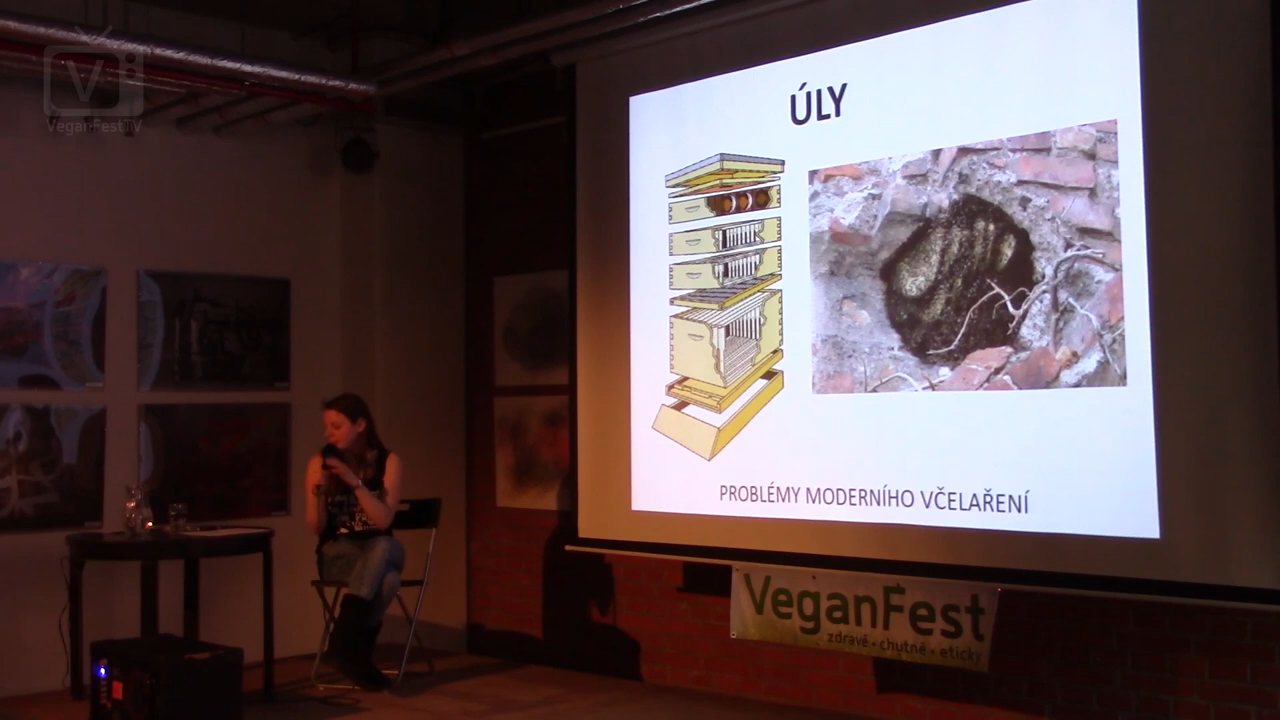 VeganFestTV
ÚLY
PROBLÉMY MODERNÍHO VČELAŘENÍ
VeganFest
zdravě • chutně • eticky